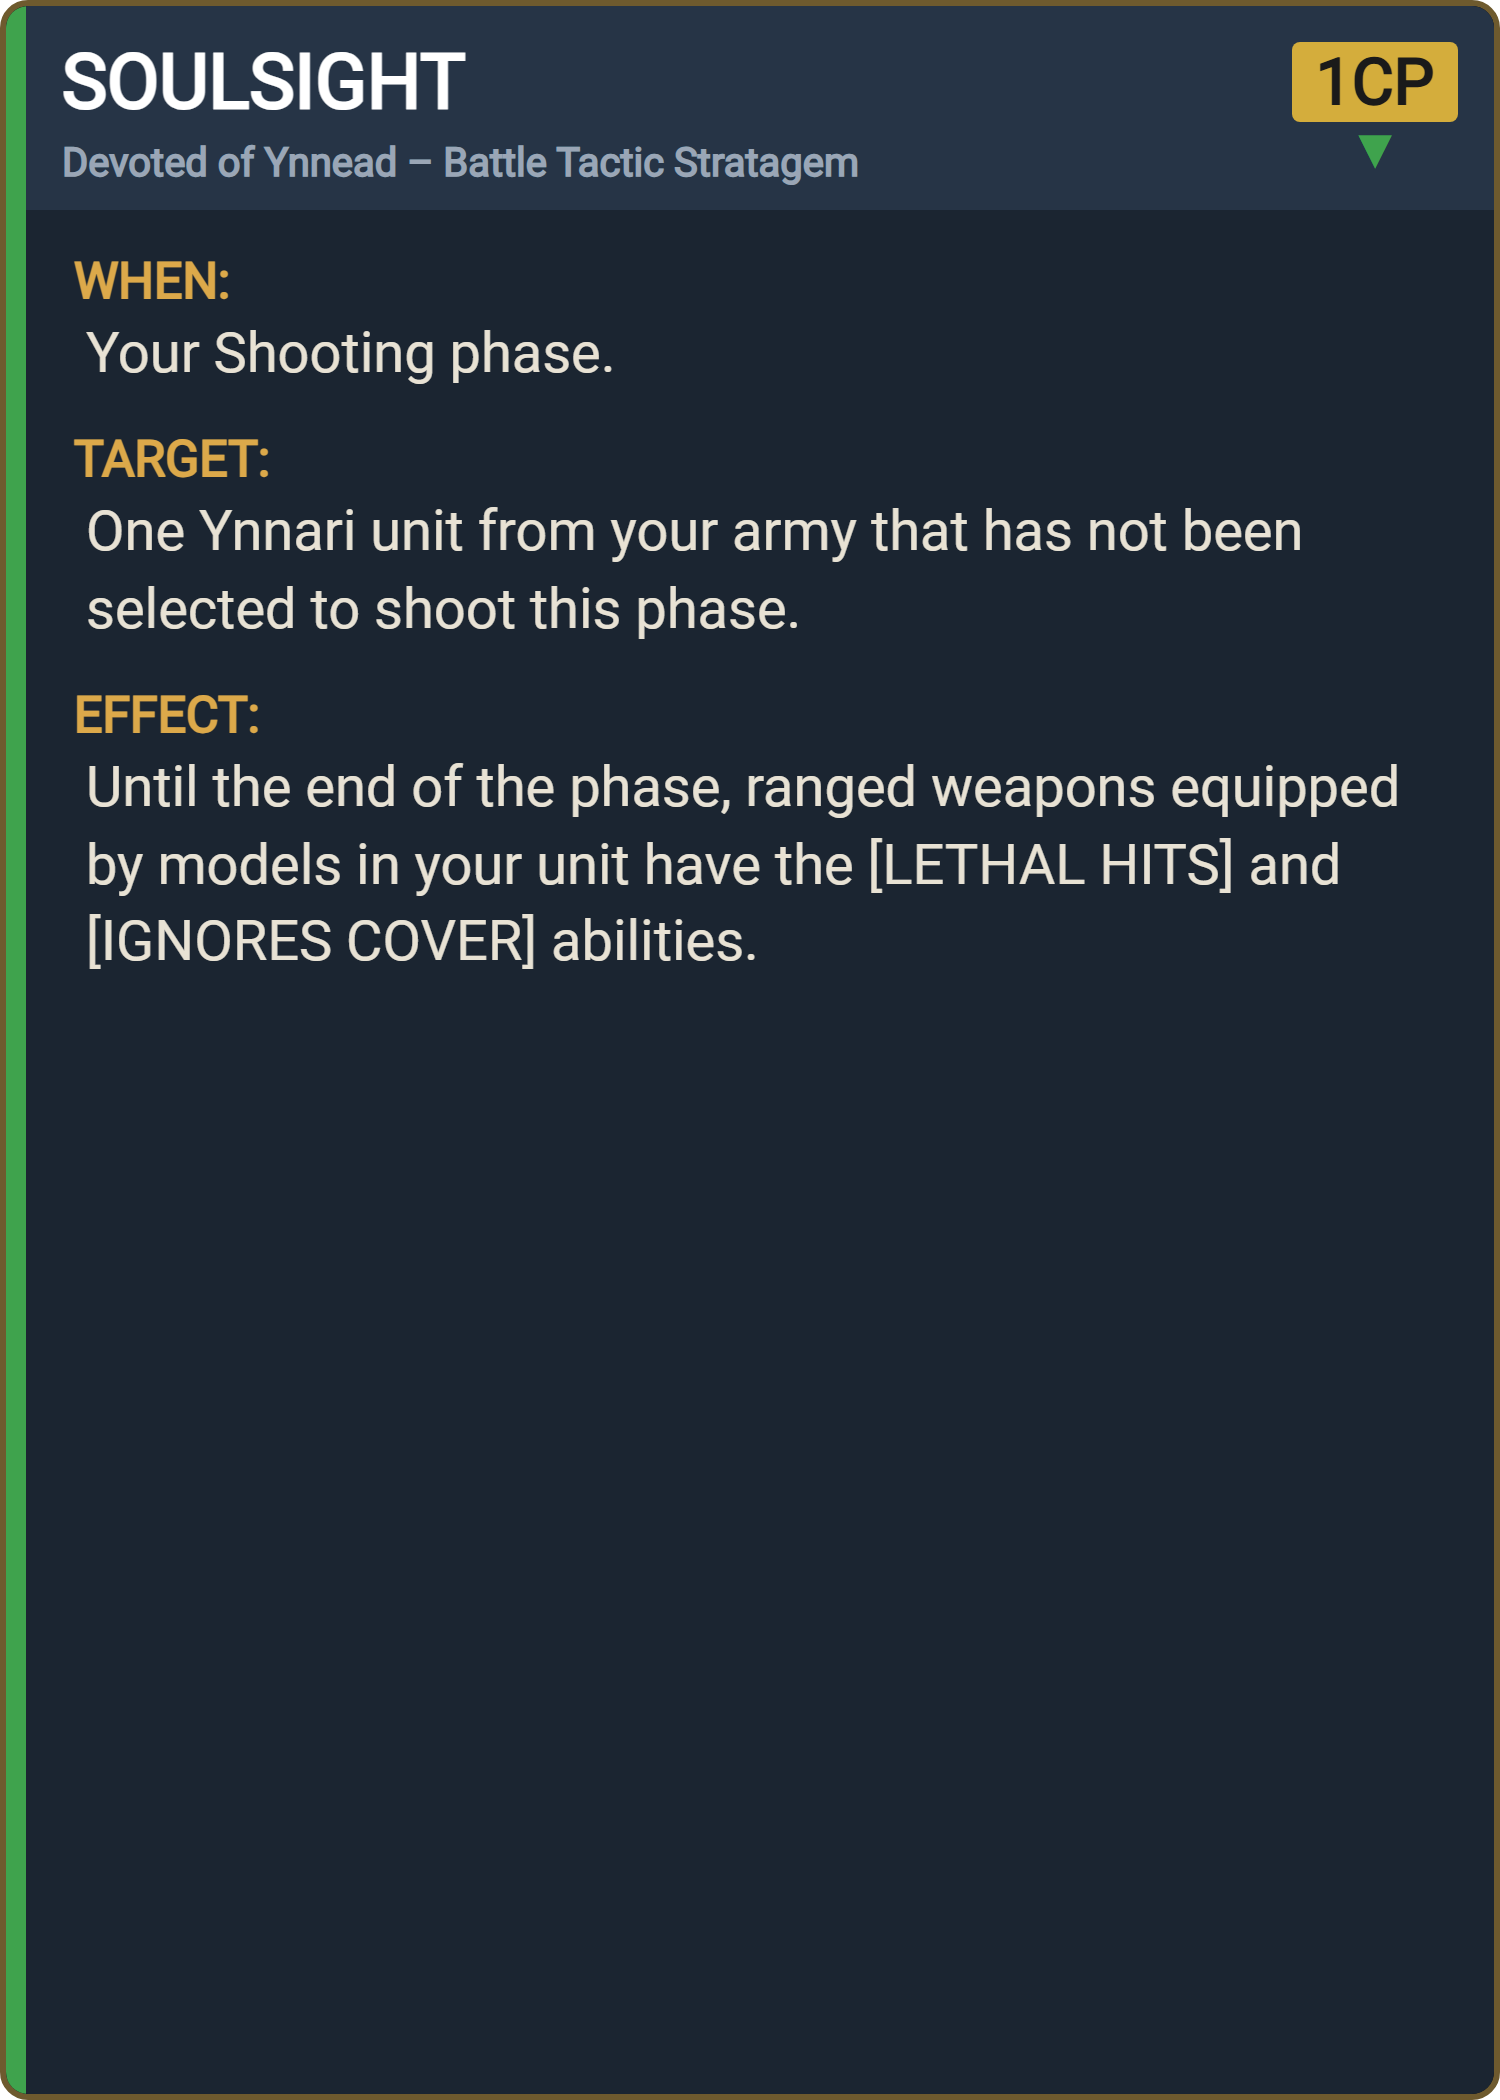 SOULSIGHT
1CP
Devoted of Ynnead – Battle Tactic Stratagem
WHEN:
Your Shooting phase.
TARGET:
One Ynnari unit from your army that has not been
selected to shoot this phase.
EFFECT:
Until the end of the phase, ranged weapons equipped
by models in your unit have the [LETHAL HITS] and
[IGNORES COVER] abilities.